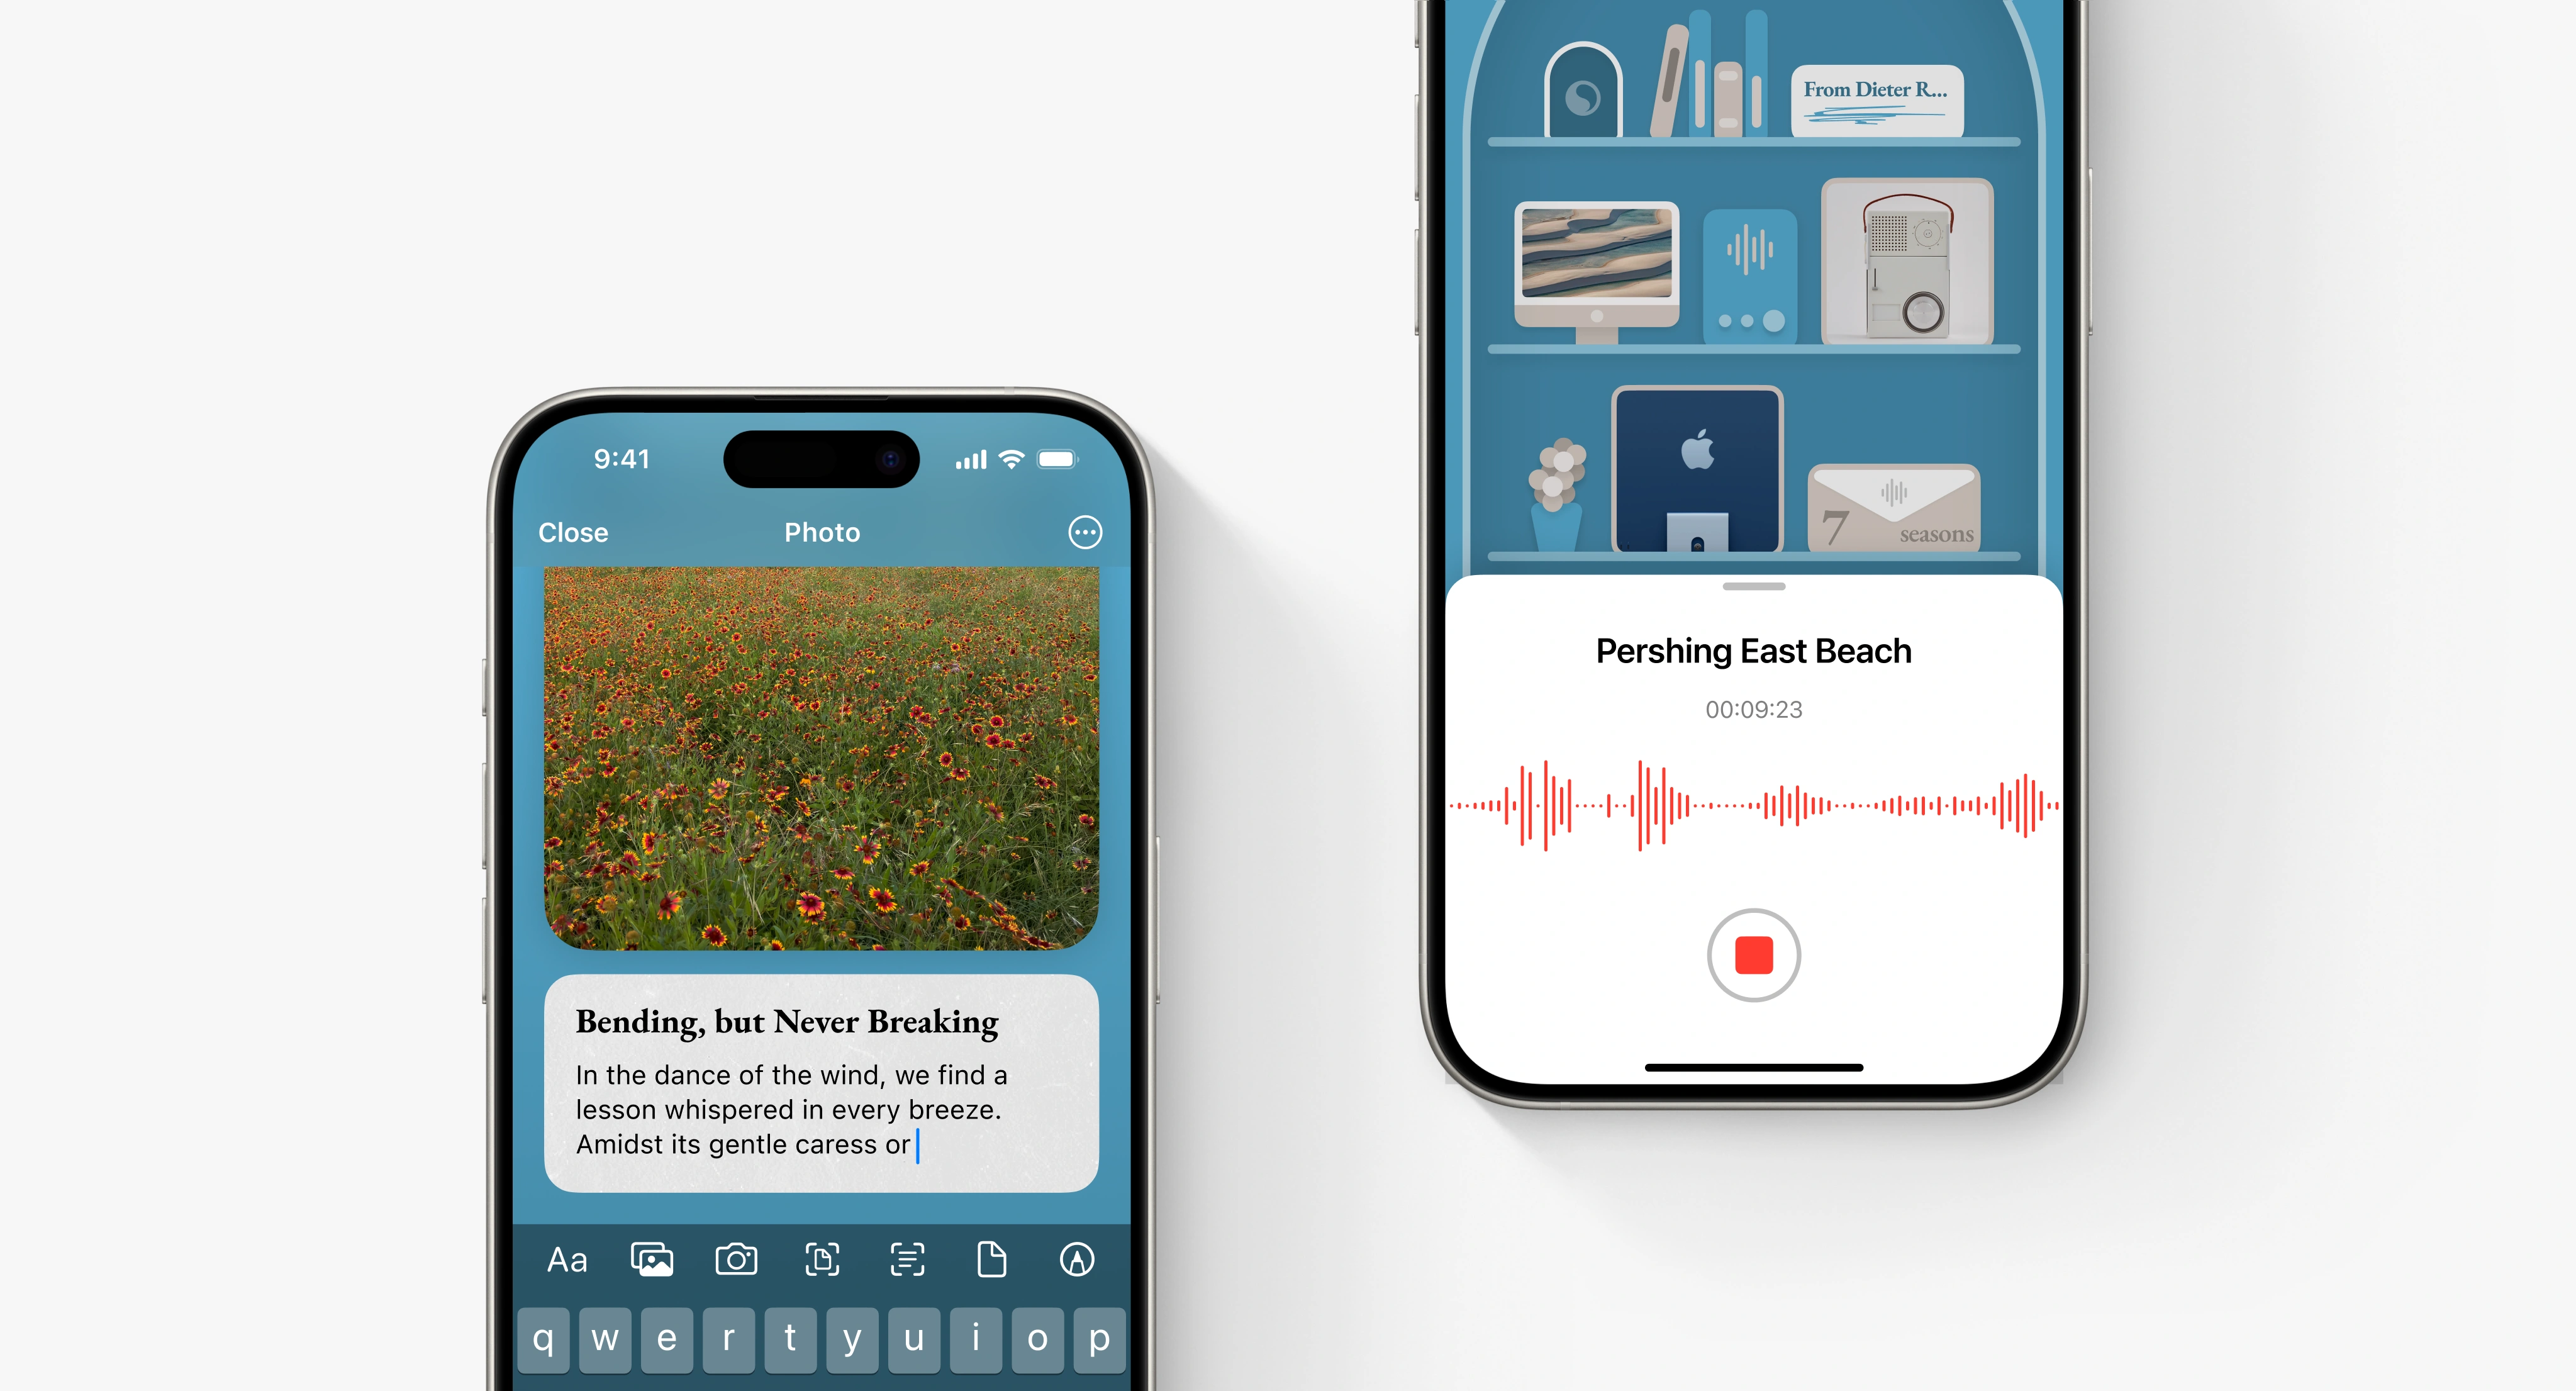 9:41
Close
Photo
Bending, but Never Breaking
In the dance of the wind, we find a
lesson whispered in every breeze.
Amidst its gentle caress or
Aa
q w e r t y u i o p
From Dieter R...
7 seasons
Pershing East Beach
00:09:23